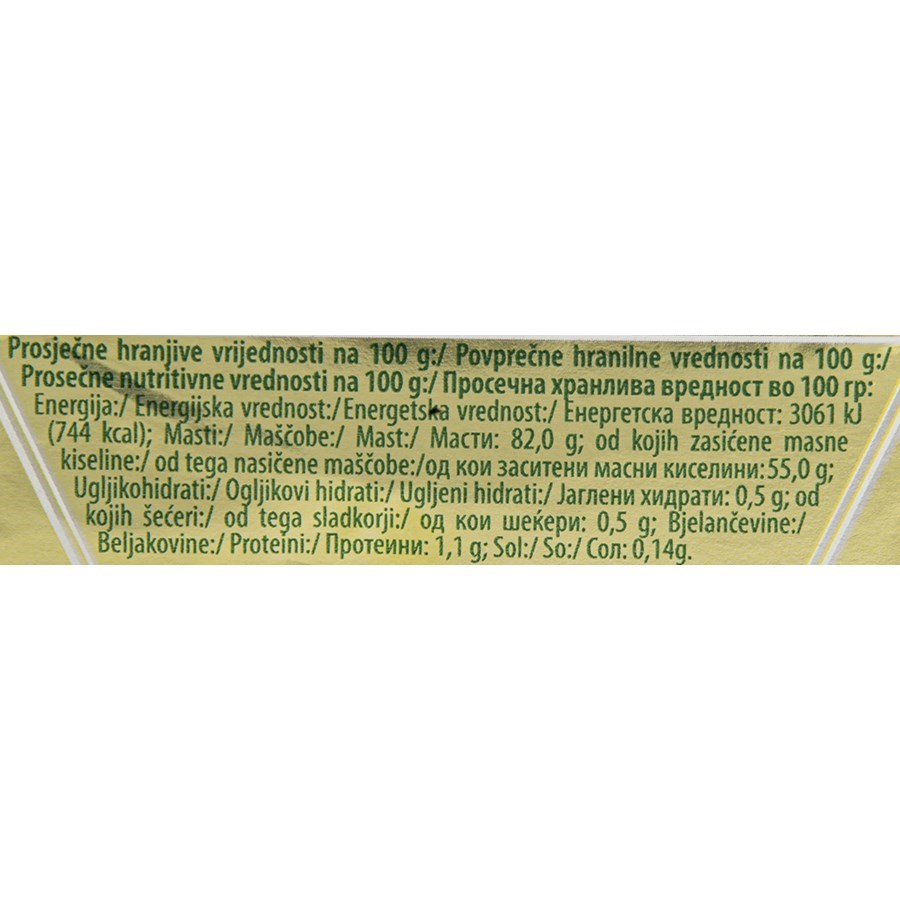 Prosječne hranjive vrijednosti na 100 g:/ Povprečne hranilne vrednosti na 100 g:/
Prosečne nutritivne vrednosti na 100 g:/ Просечна хранлива вредност во 100 гр:
Energija:/ Energijska vrednost:/Energetska vrednost:/ Енергетска вредност: 3061 kJ
(744 kcal); Masti:/ Maščobe:/ Mast:/ Масти: 82,0 g; od kojih zasićene masne
kiseline:/ od tega nasičene maščobe:/од кои заситени масни киселини:55,0 g;
Ugljikohidrati:/ Ogljikovi hidrati:/ Ugljeni hidrati:/ Јаглени хидрати: 0,5 g; od
kojih šećeri:/ od tega sladkorji:/ од кои шеќери: 0,5 g; Bjelančevine:/
Beljakovine:/ Proteini:/ Протеини: 1,1 g; Sol:/ So:/ Сол: 0,14g.